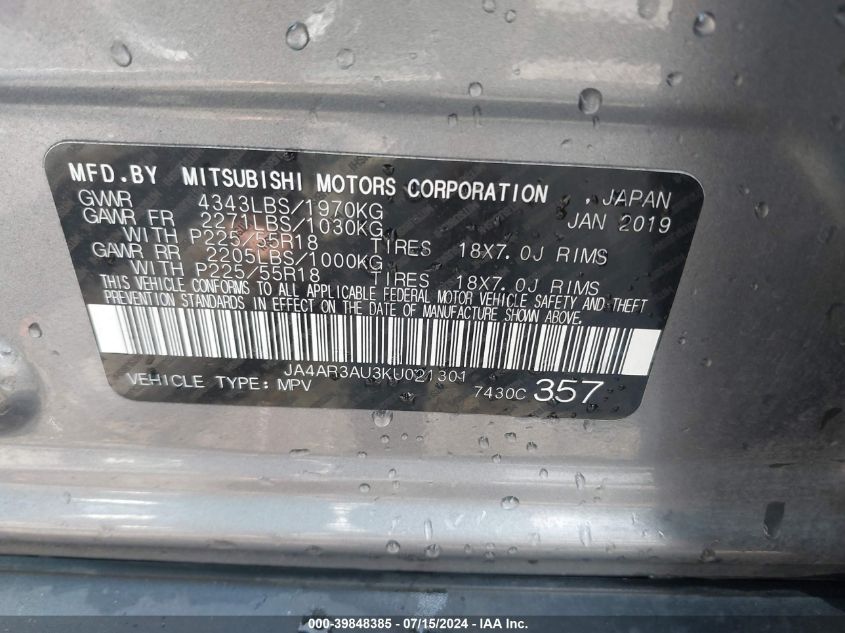 MFD.BY MITSUBISHI MOTORS CORPORATION , JAPAN
GVWR 4343LBS/1970KG JAN 2019
GAWR FR 2271LBS/1030KG
WITH P225/55R18 TIRES 18X7.0J RIMS
GAWR RR 2205LBS/1000KG
WITH P225/55R18 TIRES 18X7.0J RIMS
THIS VEHICLE CONFORMS TO ALL APPLICABLE FEDERAL MOTOR VEHICLE SAFETY AND THEFT
PREVENTION STANDARDS IN EFFECT ON THE DATE OF MANUFACTURE SHOWN ABOVE.
JA4AR3AU3KU021301
VEHICLE TYPE: MPV 7430C 357
000-39848385 - 07/15/2024 - IAAI.com